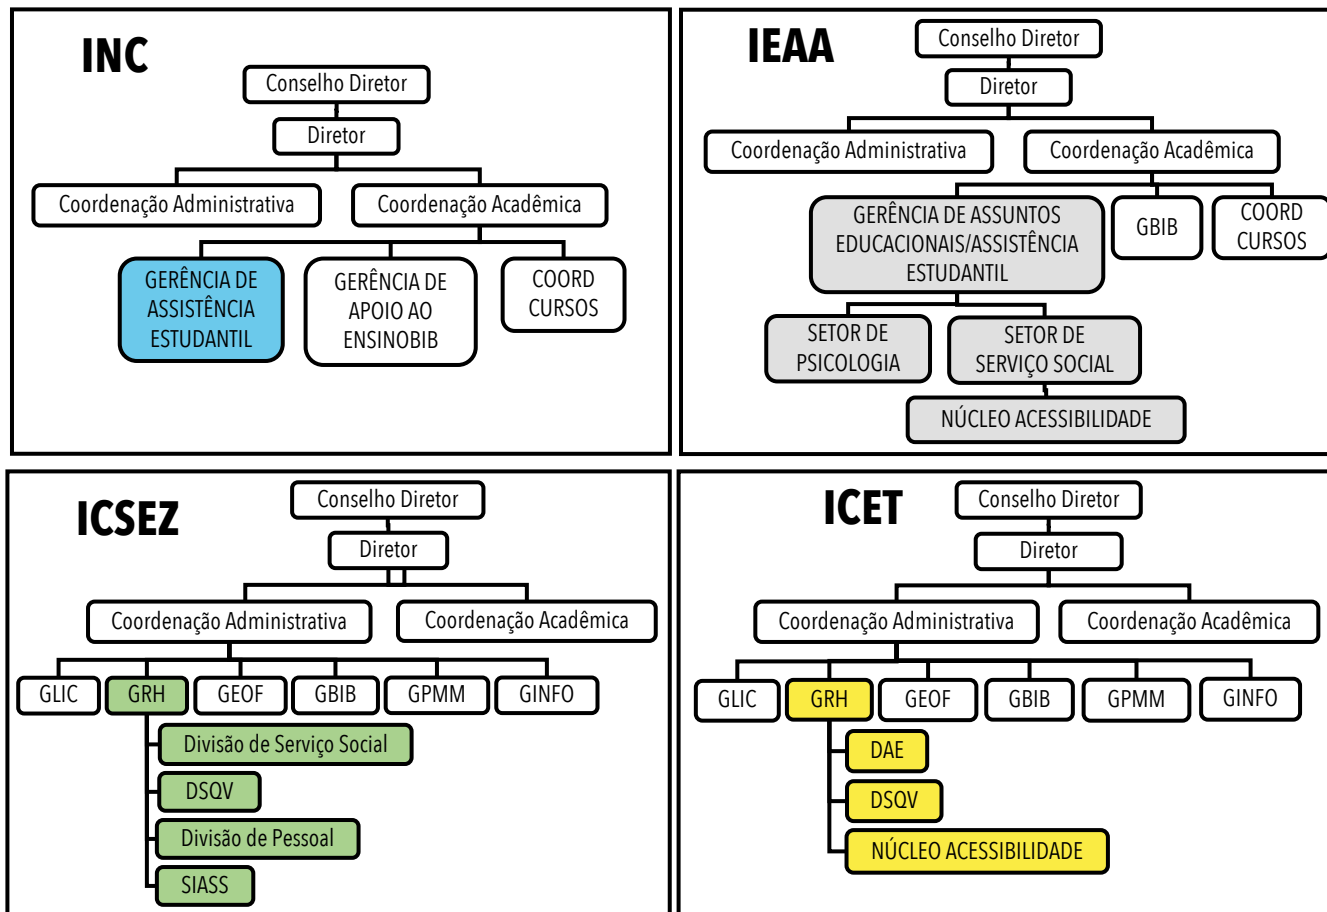 INC
Conselho Diretor
Diretor
Coordenação Administrativa
Coordenação Acadêmica
GERÊNCIA DE
ASSISTÊNCIA
ESTUDANTIL
GERÊNCIA DE
APOIO AO
ENSINOBIB
COORD
CURSOS
IEAA
Conselho Diretor
Diretor
Coordenação Administrativa
Coordenação Acadêmica
GERÊNCIA DE ASSUNTOS
EDUCACIONAIS/ASSISTÊNCIA
ESTUDANTIL
GBIB
COORD
CURSOS
SETOR DE
PSICOLOGIA
SETOR DE
SERVIÇO SOCIAL
NÚCLEO ACESSIBILIDADE
ICSEZ
Conselho Diretor
Diretor
Coordenação Administrativa
Coordenação Acadêmica
GLIC
GRH
GEOF
GBIB
GPMM
GINFO
Divisão de Serviço Social
DSQV
Divisão de Pessoal
SIASS
ICET
Conselho Diretor
Diretor
Coordenação Administrativa
Coordenação Acadêmica
GLIC
GRH
GEOF
GBIB
GPMM
GINFO
DAE
DSQV
NÚCLEO ACESSIBILIDADE